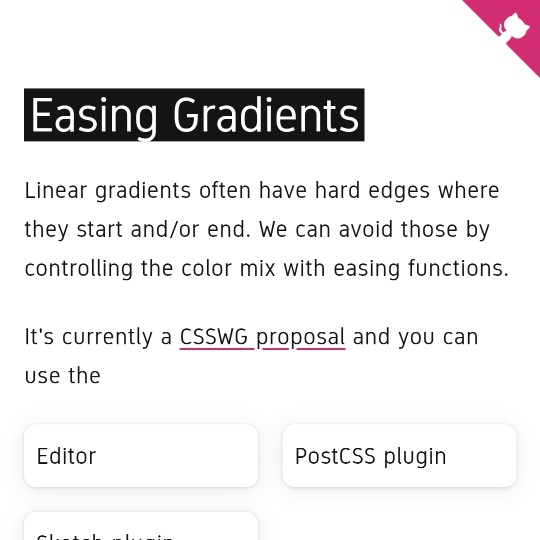 Easing Gradients
Linear gradients often have hard edges where
they start and/or end. We can avoid those by
controlling the color mix with easing functions.
It's currently a CSSWG proposal and you can
use the
Editor
PostCSS plugin
Sketch plugin